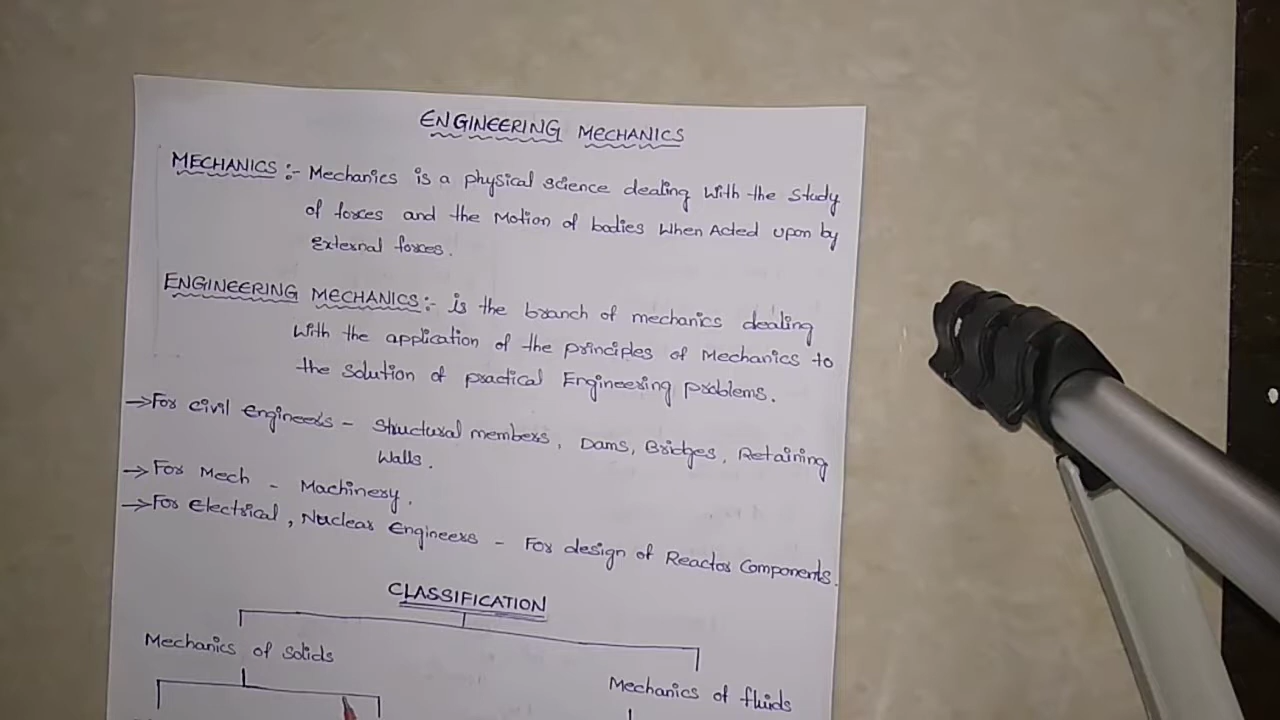 ENGINEERING MECHANICS
MECHANICS :- Mechanics is a physical science dealing with the study
of forces and the Motion of bodies When Acted upon by
External forces.
ENGINEERING MECHANICS :- is the branch of mechanics dealing
With the application of the principles of Mechanics to
the Solution of practical Engineering problems.
→ For Civil Engineers - Structural members, Dams, Bridges, Retaining
Walls.
→ For Mech - Machinery.
→ For Electrical, Nuclear Engineers - For design of Reactor Components.
CLASSIFICATION
Mechanics of Solids
Mechanics of fluids